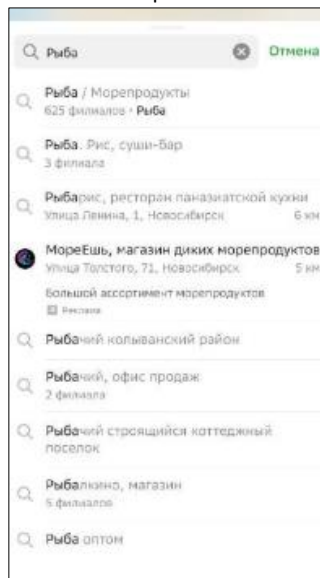 Рыба
Отмена
Рыба / Морепродукты
625 филиалов • Рыба
Рыба. Рис, суши-бар
3 филиала
Рыбарис, ресторан паназиатской кухни
Улица Ленина, 1, Новосибирск
6 км
МореЕшь, магазин диких морепродуктов
Улица Толстого, 71, Новосибирск
5 км
Большой ассортимент морепродуктов
Реклама
Рыбачий колыванский район
Рыбачий, офис продаж
2 филиала
Рыбачий строящийся коттеджный
поселок
Рыбалкино, магазин
5 филиалов
Рыба оптом